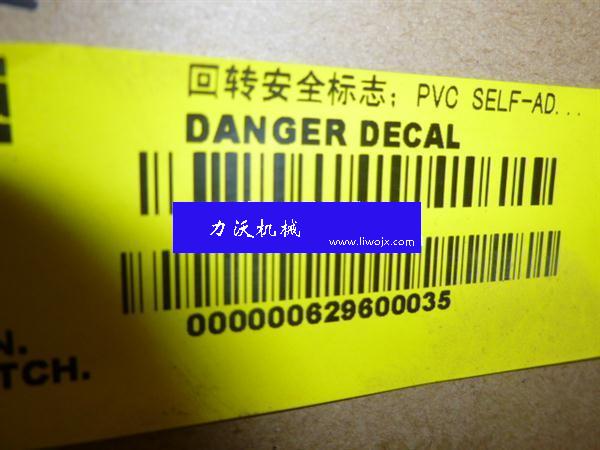 回转安全标志; PVC SELF-AD...
DANGER DECAL
力沃机械
www.liwojx.com
000000629600035
N.
TCH.